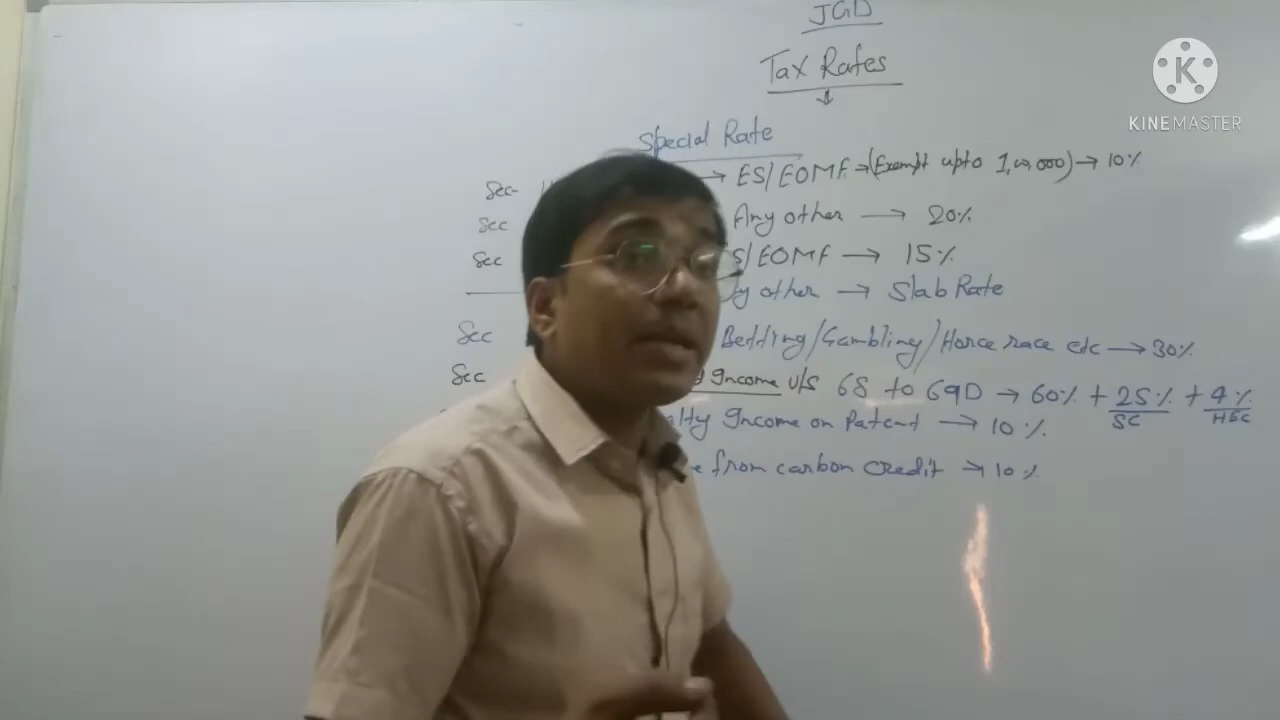 JGD
Tax Rates
KINEMASTER
Special Rate
Sec- → ES/EOMF → (Exempt upto 1,00,000) → 10%
Sec Any other → 20%
Sec S/EOMF → 15%
y other → Slab Rate
Sec Bedding/Gambling/Horce race etc → 30%
Sec Income u/s 68 to 69D → 60% + 25% + 4%
SC HEC
alty Income on Patent → 10%.
e from carbon credit → 10%.